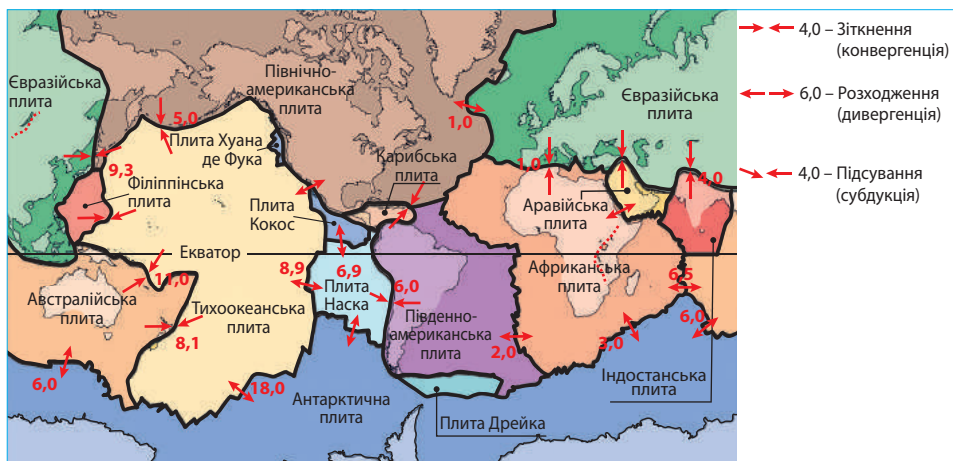 Євразійська
плита
Північно-
американська
плита
5,0
Плита Хуана
де Фука
9,3
Філіппінська
плита
Карибська
плита
1,0
Євразійська
плита
1,0
4,0
Аравійська
плита
Плита
Кокос
Екватор
11,0
Австралійська
плита
8,9
Тихоокеанська
плита
8,1
6,9
Плита
Наска
6,0
Південно-
американська
плита
Африканська
плита
6,5
6,0
2,0
3,0
Індостанська
плита
6,0
18,0
Антарктична
плита
Плита Дрейка
4,0 – Зіткнення
(конвергенція)
6,0 – Розходження
(дивергенція)
4,0 – Підсування
(субдукція)